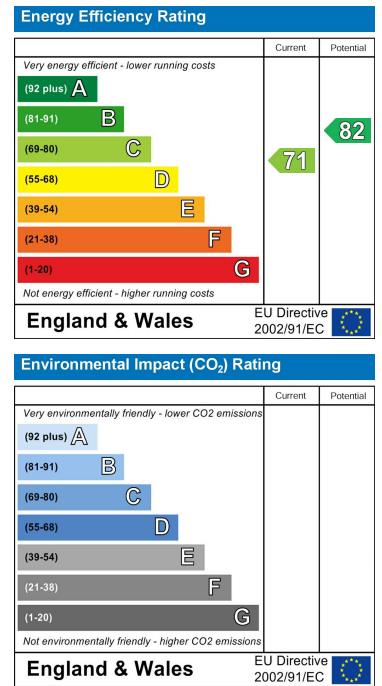 Energy Efficiency Rating
Current Potential
Very energy efficient - lower running costs
(92 plus) A
(81-91) B
(69-80) C
(55-68) D
(39-54) E
(21-38) F
(1-20) G
71
82
Not energy efficient - higher running costs
England & Wales
EU Directive
2002/91/EC
Environmental Impact (CO₂) Rating
Current Potential
Very environmentally friendly - lower CO2 emissions
(92 plus) A
(81-91) B
(69-80) C
(55-68) D
(39-54) E
(21-38) F
(1-20) G
Not environmentally friendly - higher CO2 emissions
England & Wales
EU Directive
2002/91/EC